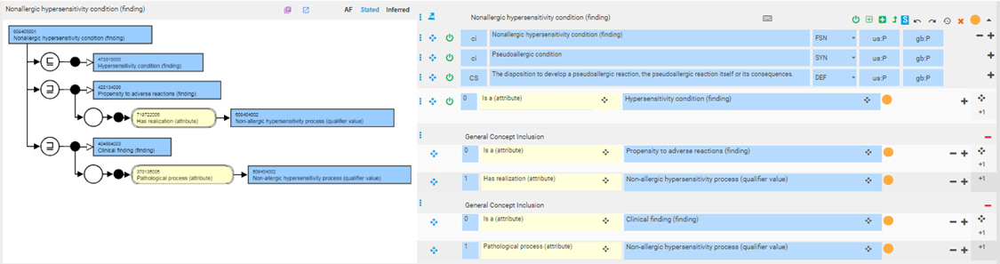 Nonallergic hypersensitivity condition (finding)
AF Stated Inferred
609406001
Nonallergic hypersensitivity condition (finding)
473010000
Hypersensitivity condition (finding)
420134006
Propensity to adverse reactions (finding)
719722006
Has realization (attribute)
609404002
Non-allergic hypersensitivity process (qualifier value)
404684003
Clinical finding (finding)
370135005
Pathological process (attribute)
609404002
Non-allergic hypersensitivity process (qualifier value)
Nonallergic hypersensitivity condition (finding)
S
ci Nonallergic hypersensitivity condition (finding) FSN us:P gb:P
ci Pseudoallergic condition SYN us:P gb:P
CS The disposition to develop a pseudoallergic reaction, the pseudoallergic reaction itself or its consequences. DEF us:P gb:P
0 Is a (attribute) Hypersensitivity condition (finding)
+1
General Concept Inclusion
0 Is a (attribute) Propensity to adverse reactions (finding)
+1
1 Has realization (attribute) Non-allergic hypersensitivity process (qualifier value) +1
General Concept Inclusion
0 Is a (attribute) Clinical finding (finding)
+1
1 Pathological process (attribute) Non-allergic hypersensitivity process (qualifier value) +1